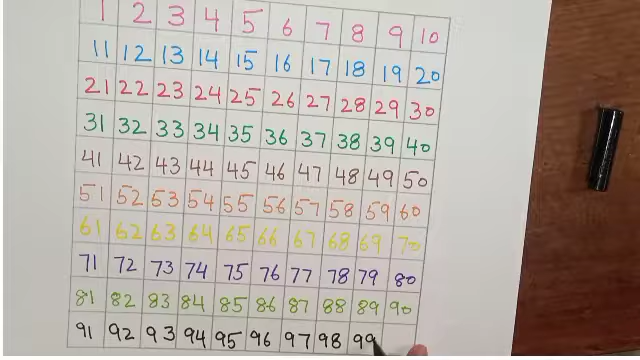 1 2 3 4 5 6 7 8 9 10
11 12 13 14 15 16 17 18 19 20
21 22 23 24 25 26 27 28 29 30
31 32 33 34 35 36 37 38 39 40
41 42 43 44 45 46 47 48 49 50
51 52 53 54 55 56 57 58 59 60
61 62 63 64 65 66 67 68 69 70
71 72 73 74 75 76 77 78 79 80
81 82 83 84 85 86 87 88 89 90
91 92 93 94 95 96 97 98 99